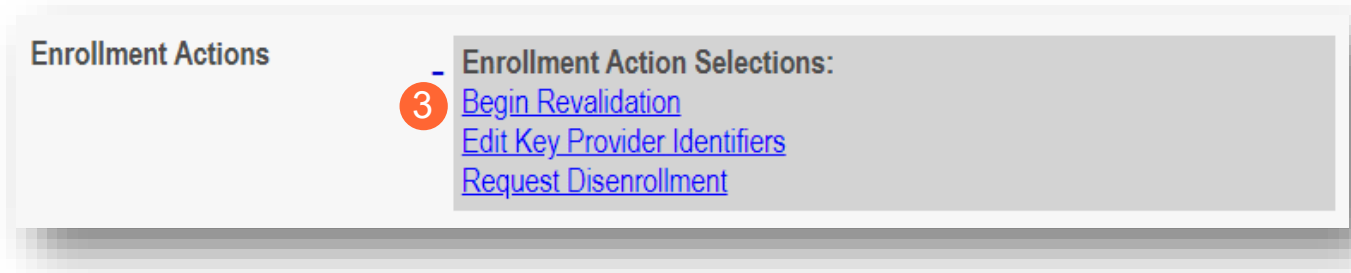 Enrollment Actions
- Enrollment Action Selections:
3 Begin Revalidation
Edit Key Provider Identifiers
Request Disenrollment